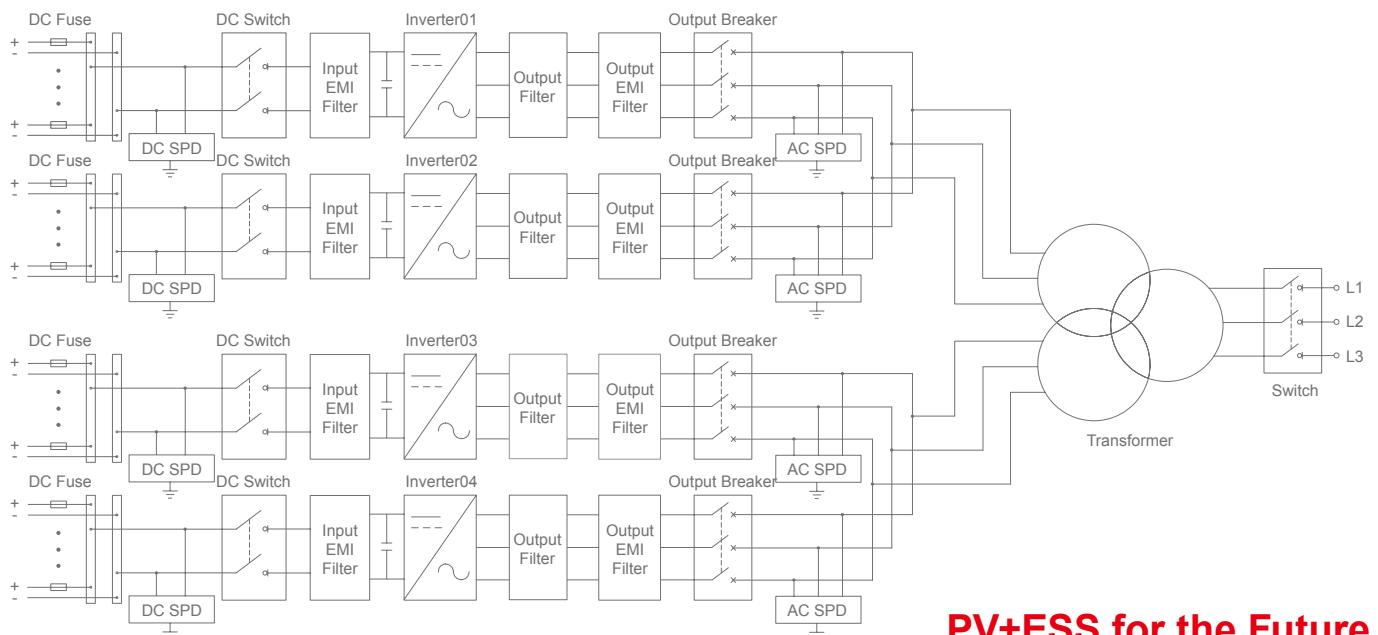 DC Fuse DC Switch Inverter01 Output Breaker
+
-
Input EMI Filter
Output Filter
Output EMI Filter
+
-
DC SPD
AC SPD
DC Fuse DC Switch Inverter02 Output Breaker
+
-
Input EMI Filter
Output Filter
Output EMI Filter
+
-
DC SPD
AC SPD
L1
L2
L3
Switch
Transformer
DC Fuse DC Switch Inverter03 Output Breaker
+
-
Input EMI Filter
Output Filter
Output EMI Filter
+
-
DC SPD
AC SPD
DC Fuse DC Switch Inverter04 Output Breaker
+
-
Input EMI Filter
Output Filter
Output EMI Filter
+
-
DC SPD
AC SPD
PV+ESS for the Future